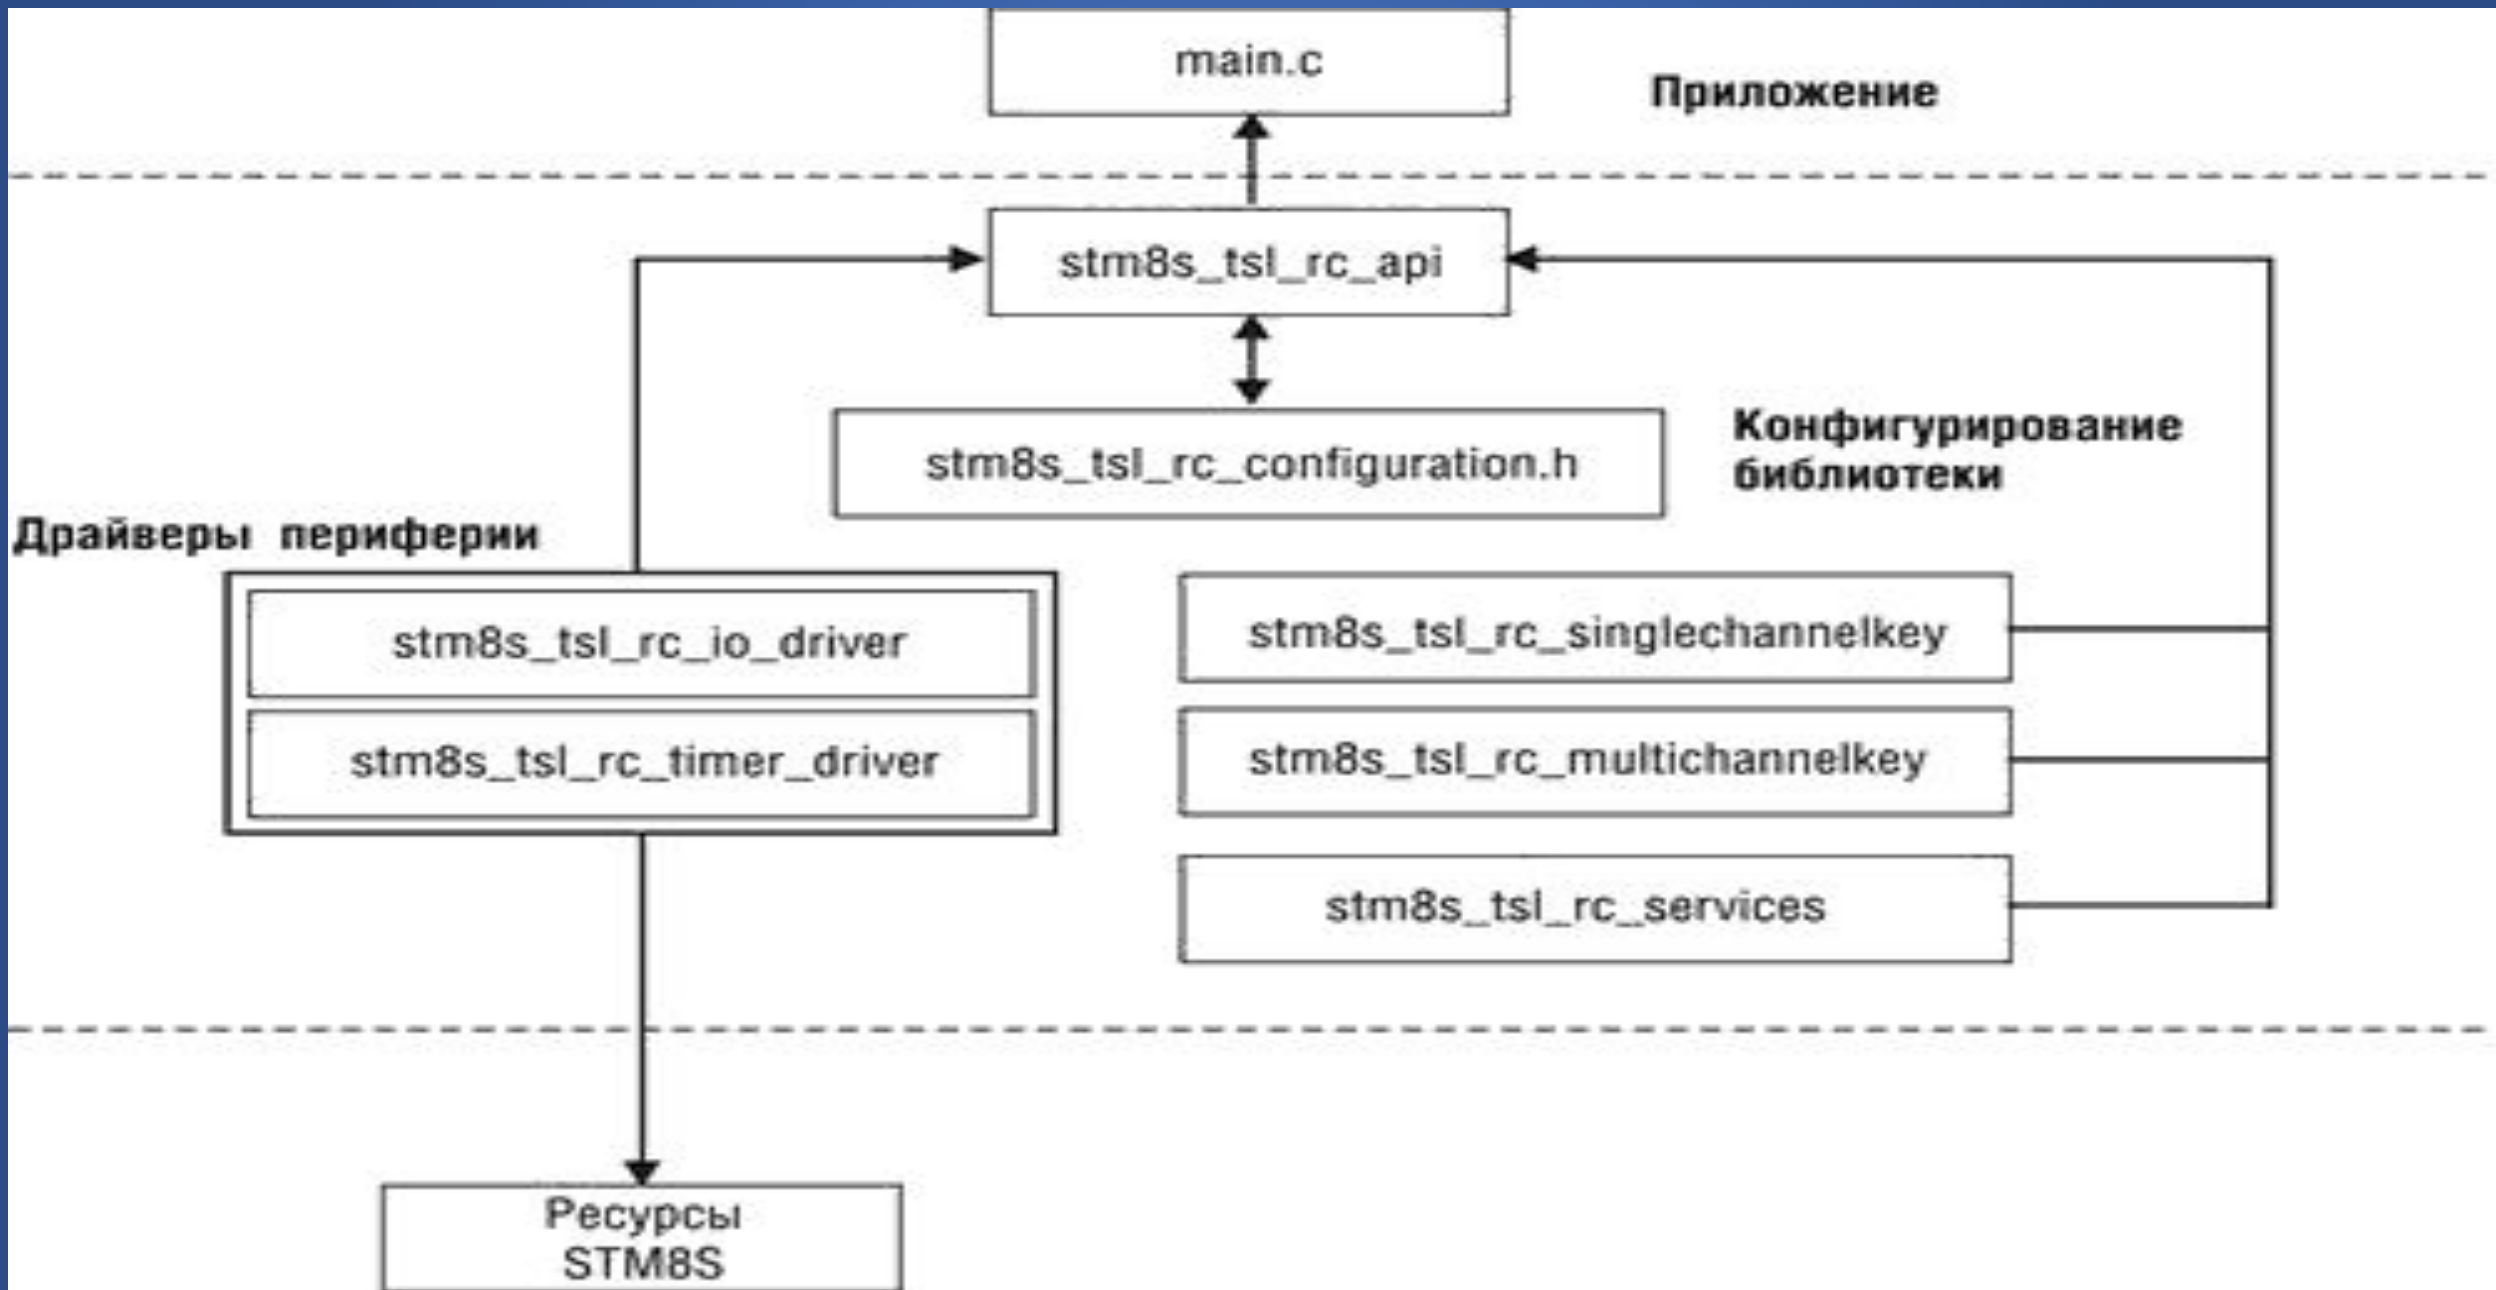 main.c
Приложение
stm8s_tsl_rc_api
stm8s_tsl_rc_configuration.h
Конфигурирование
библиотеки
Драйверы периферии
stm8s_tsl_rc_io_driver
stm8s_tsl_rc_timer_driver
stm8s_tsl_rc_singlechannelkey
stm8s_tsl_rc_multichannelkey
stm8s_tsl_rc_services
Ресурсы
STM8S